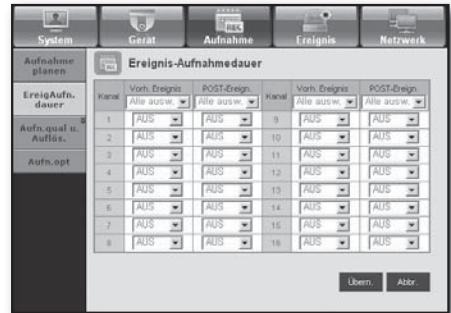 System Gerät Aufnahme Ereignis Netzwerk
Aufnahme planen
EreigAufn. dauer
Aufn.qual u. Auflös.
Aufn.opt
Ereignis-Aufnahmedauer
Kanal Vorh. Ereignis POST-Ereign. Kanal Vorh. Ereignis POST-Ereign.
Alle ausw. Alle ausw. Alle ausw. Alle ausw.
1 AUS AUS 9 AUS AUS
2 AUS AUS 10 AUS AUS
3 AUS AUS 11 AUS AUS
4 AUS AUS 12 AUS AUS
5 AUS AUS 13 AUS AUS
6 AUS AUS 14 AUS AUS
7 AUS AUS 15 AUS AUS
8 AUS AUS 16 AUS AUS
Übern. Abbr.